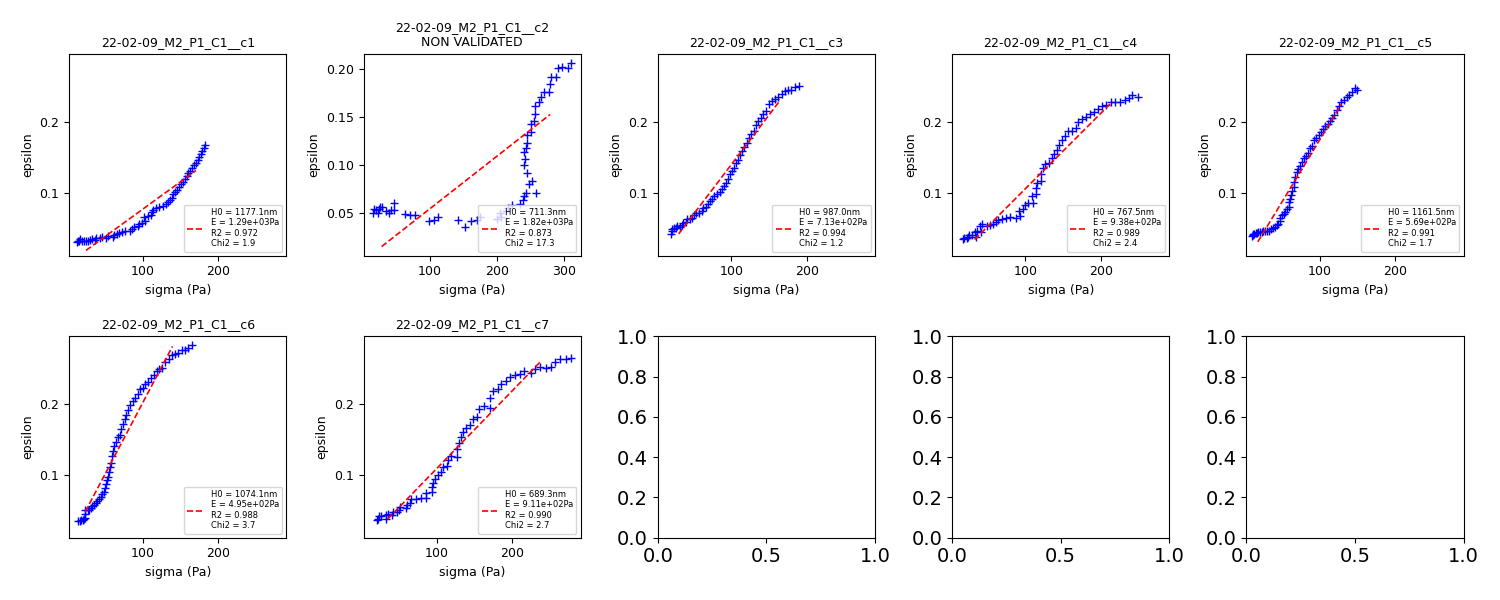 22-02-09_M2_P1_C1__c1
epsilon
0.2
0.1
H0 = 1177.1nm
E = 1.29e+03Pa
R2 = 0.972
Chi2 = 1.9
100
200
sigma (Pa)
22-02-09_M2_P1_C1__c2
NON VALIDATED
epsilon
0.20
0.15
0.10
0.05
H0 = 711.3nm
E = 1.82e+03Pa
R2 = 0.873
Chi2 = 17.3
100
200
300
sigma (Pa)
22-02-09_M2_P1_C1__c3
epsilon
0.2
0.1
H0 = 987.0nm
E = 7.13e+02Pa
R2 = 0.994
Chi2 = 1.2
100
200
sigma (Pa)
22-02-09_M2_P1_C1__c4
epsilon
0.2
0.1
H0 = 767.5nm
E = 9.38e+02Pa
R2 = 0.989
Chi2 = 2.4
100
200
sigma (Pa)
22-02-09_M2_P1_C1__c5
epsilon
0.2
0.1
H0 = 1161.5nm
E = 5.69e+02Pa
R2 = 0.991
Chi2 = 1.7
100
200
sigma (Pa)
22-02-09_M2_P1_C1__c6
epsilon
0.2
0.1
H0 = 1074.1nm
E = 4.95e+02Pa
R2 = 0.988
Chi2 = 3.7
100
200
sigma (Pa)
22-02-09_M2_P1_C1__c7
epsilon
0.2
0.1
H0 = 689.3nm
E = 9.11e+02Pa
R2 = 0.990
Chi2 = 2.7
100
200
sigma (Pa)
1.0
0.8
0.6
0.4
0.2
0.0
0.0
0.5
1.0
1.0
0.8
0.6
0.4
0.2
0.0
0.0
0.5
1.0
1.0
0.8
0.6
0.4
0.2
0.0
0.0
0.5
1.0